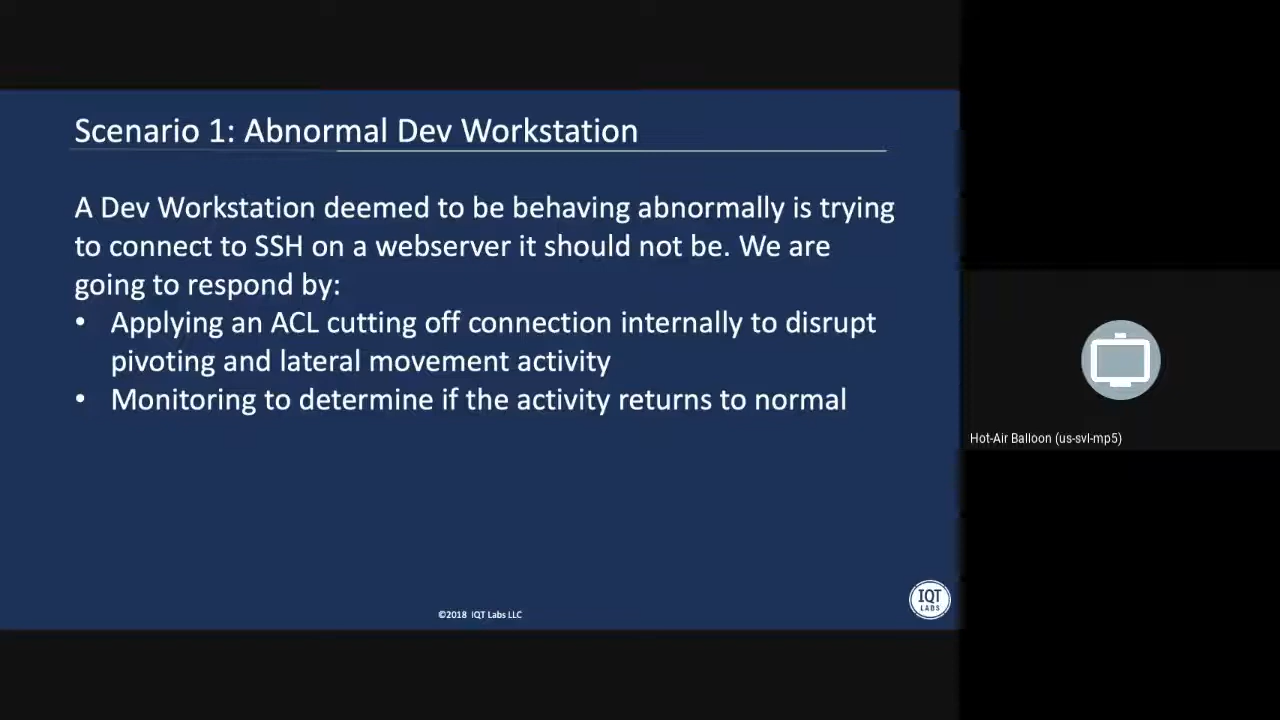 Scenario 1: Abnormal Dev Workstation
A Dev Workstation deemed to be behaving abnormally is trying
to connect to SSH on a webserver it should not be. We are
going to respond by:
• Applying an ACL cutting off connection internally to disrupt
pivoting and lateral movement activity
• Monitoring to determine if the activity returns to normal
Hot-Air Balloon (us-svl-mp5)
©2018 IQT Labs LLC
IQT
LABS